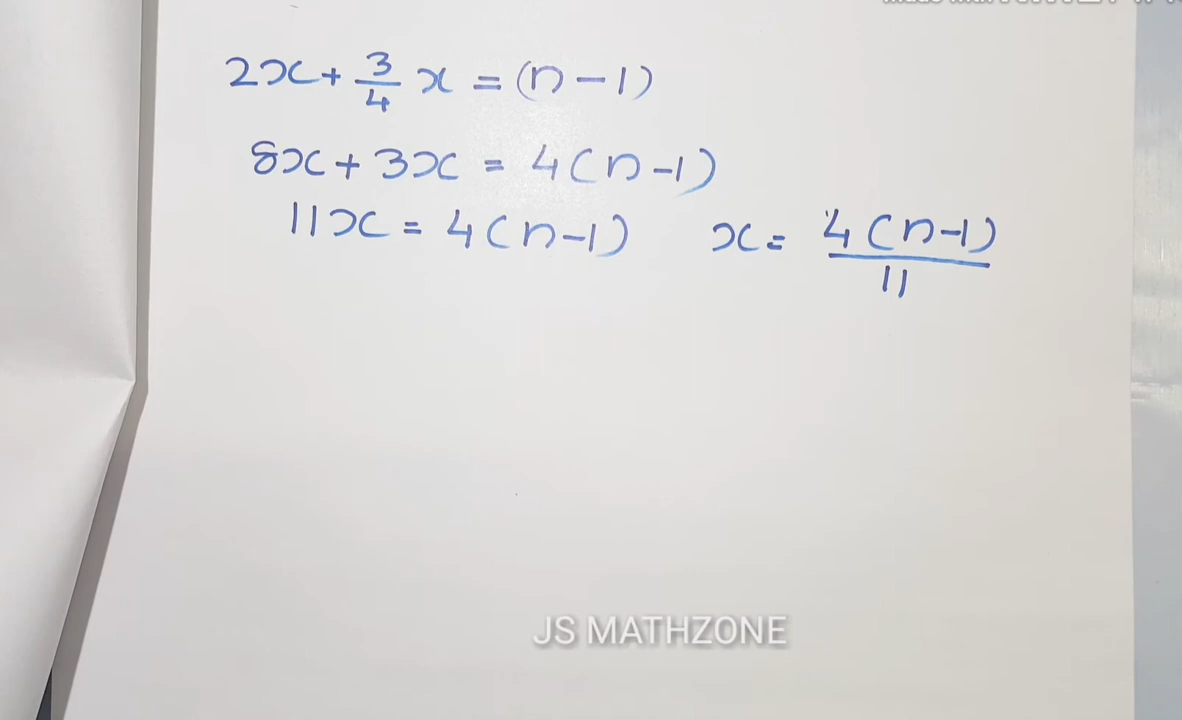 2x + 3/4 x = (n - 1)
8x + 3x = 4(n-1)
11x = 4(n-1) x = 4(n-1)/11
JS MATHZONE